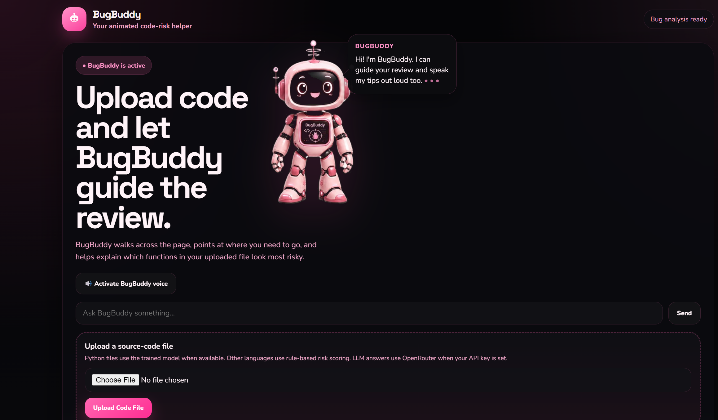 BugBuddy
Your animated code-risk helper
Bug analysis ready
BugBuddy is active
BUGBUDDY
Hi! I'm BugBuddy. I can
guide your review and speak
my tips out loud too.
Upload code
and let
BugBuddy
guide the
review.
BugBuddy
</>
BugBuddy walks across the page, points at where you need to go, and
helps explain which functions in your uploaded file look most risky.
Activate BugBuddy voice
Ask BugBuddy something...
Send
Upload a source-code file
Python files use the trained model when available. Other languages use rule-based risk scoring. LLM answers use OpenRouter when your API key is set.
Choose File No file chosen
Upload Code File